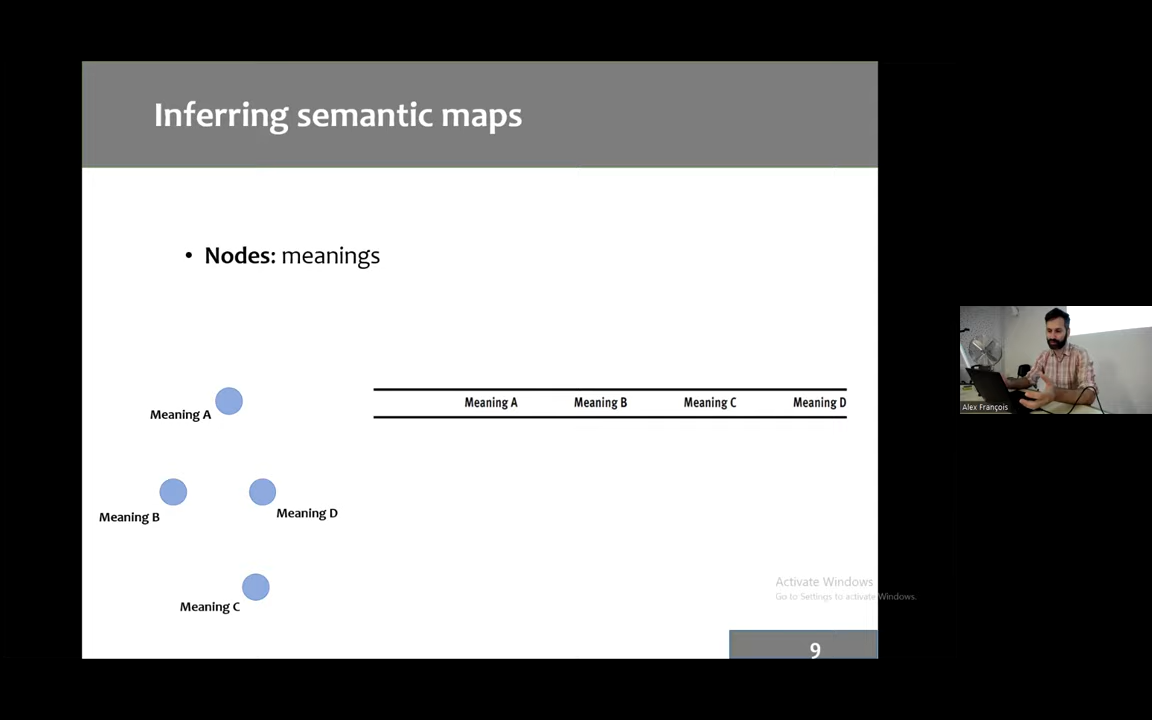 Inferring semantic maps
• Nodes: meanings
Meaning A
Meaning B
Meaning D
Meaning C
Meaning A Meaning B Meaning C Meaning D
Alex François
Activate Windows
Go to Settings to activate Windows.
9